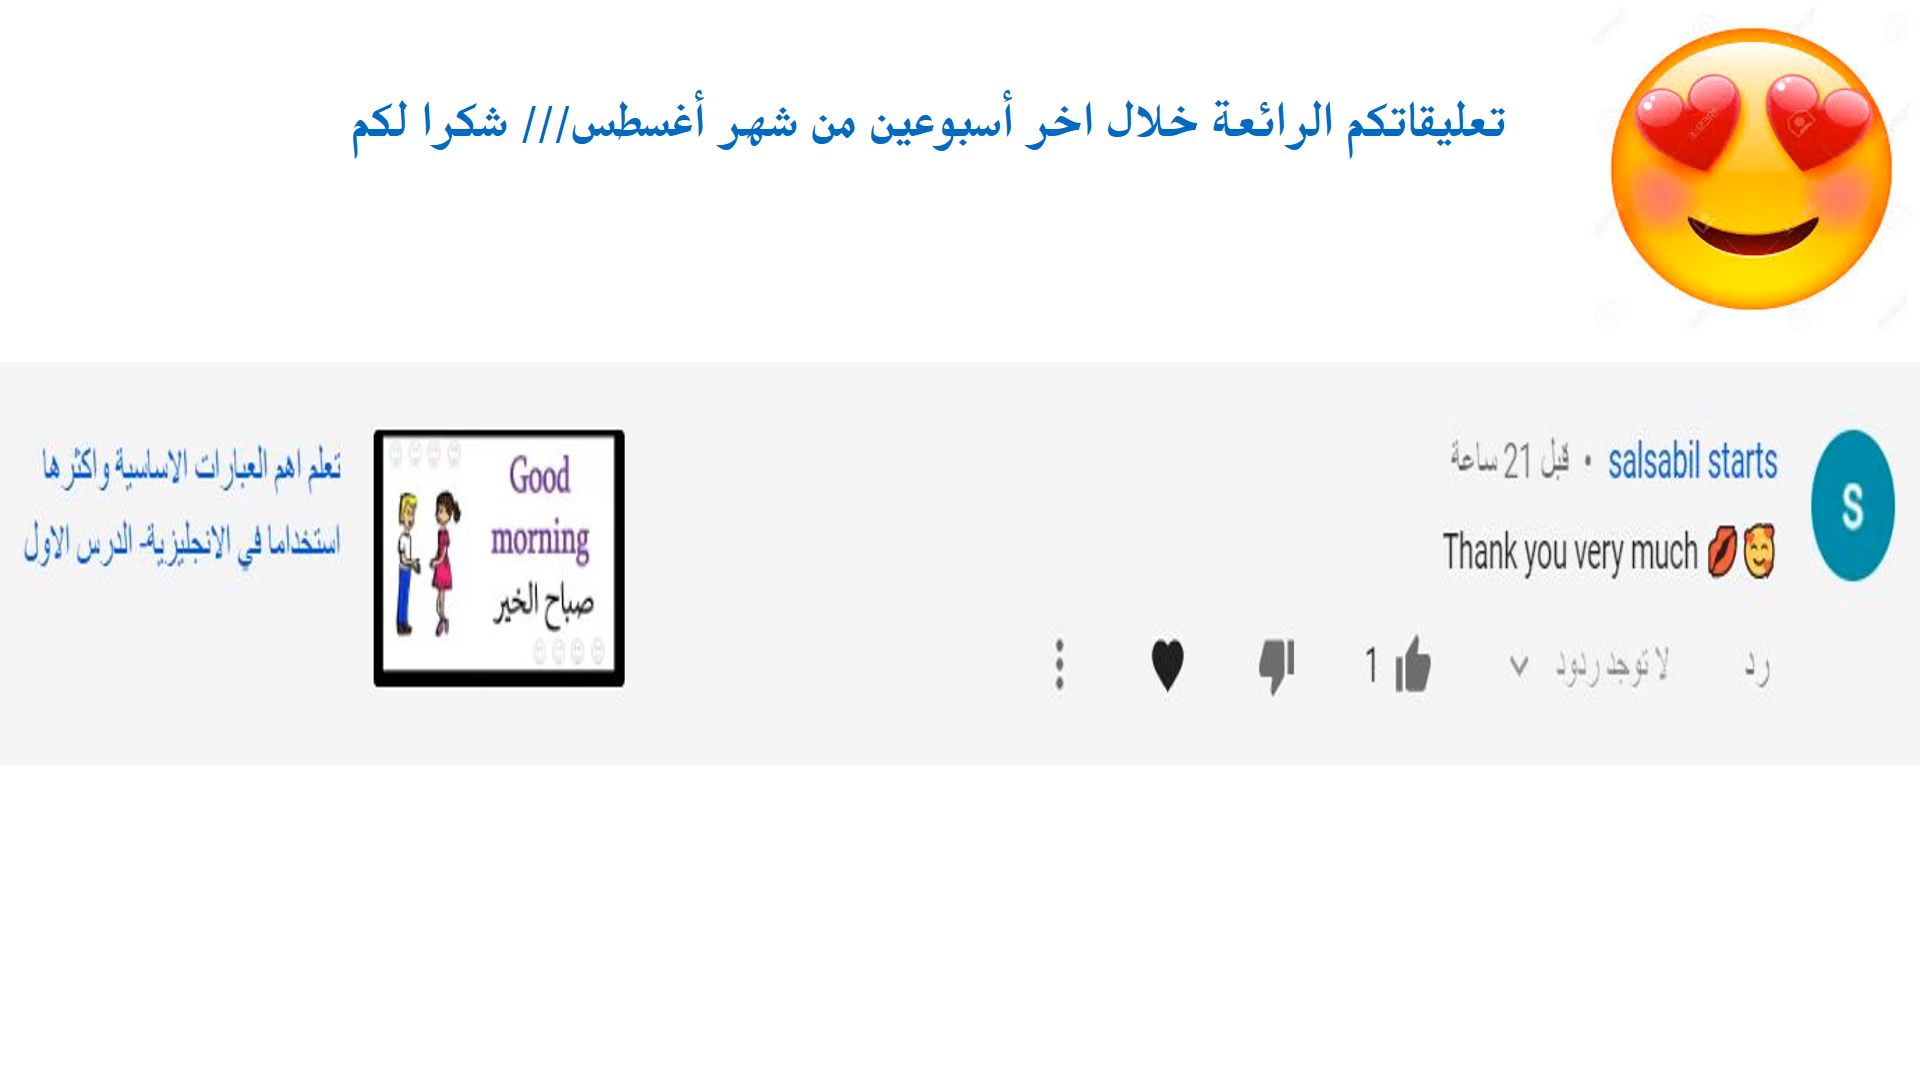 تعليقاتكم الرائعة خلال اخر أسبوعين من شهر أغسطس/// شكرا لكم
S
salsabil starts • قبل 21 ساعة
Thank you very much 💋🥰
رد
لا توجد ردود
1
Good
morning
صباح الخير
تعلم اهم العبارات الاساسية واكثرها
استخداما في الانجليزية- الدرس الاول